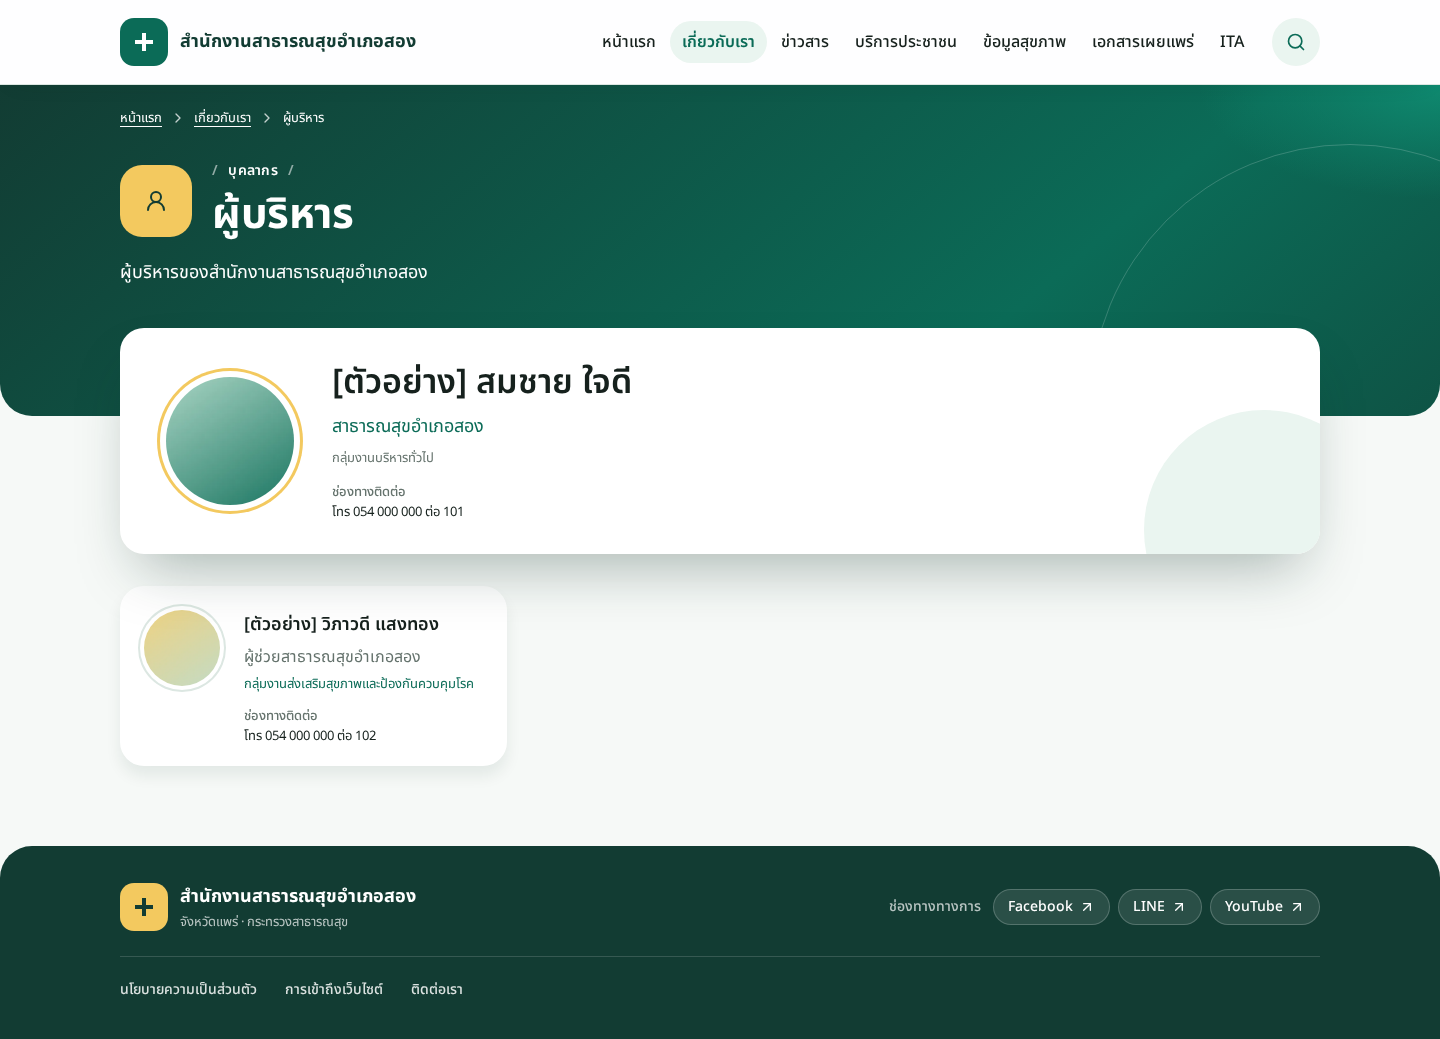 สำนักงานสาธารณสุขอำเภอสอง
หน้าแรก เกี่ยวกับเรา ข่าวสาร บริการประชาชน ข้อมูลสุขภาพ เอกสารเผยแพร่ ITA
หน้าแรก > เกี่ยวกับเรา > ผู้บริหาร
/ บุคลากร /
ผู้บริหาร
ผู้บริหารของสำนักงานสาธารณสุขอำเภอสอง
[ตัวอย่าง] สมชาย ใจดี
สาธารณสุขอำเภอสอง
กลุ่มงานบริหารทั่วไป
ช่องทางติดต่อ
โทร 054 000 000 ต่อ 101
[ตัวอย่าง] วิภาวดี แสงทอง
ผู้ช่วยสาธารณสุขอำเภอสอง
กลุ่มงานส่งเสริมสุขภาพและป้องกันควบคุมโรค
ช่องทางติดต่อ
โทร 054 000 000 ต่อ 102
สำนักงานสาธารณสุขอำเภอสอง
จังหวัดแพร่ · กระทรวงสาธารณสุข
ช่องทางทางการ Facebook LINE YouTube
นโยบายความเป็นส่วนตัว การเข้าถึงเว็บไซต์ ติดต่อเรา